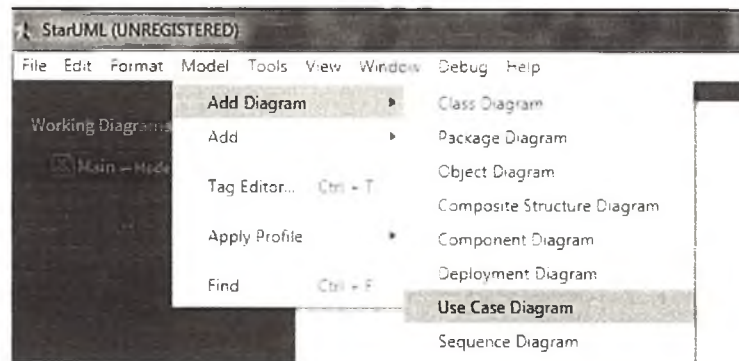 StarUML (UNREGISTERED)
File Edit Format Model Tools View Window Debug Help
Add Diagram
Class Diagram
Working Diagrams
Add
Package Diagram
Main —
Object Diagram
Tag Editor... Ctrl + T
Composite Structure Diagram
Apply Profile
Component Diagram
Deployment Diagram
Find Ctrl + F
Use Case Diagram
Sequence Diagram